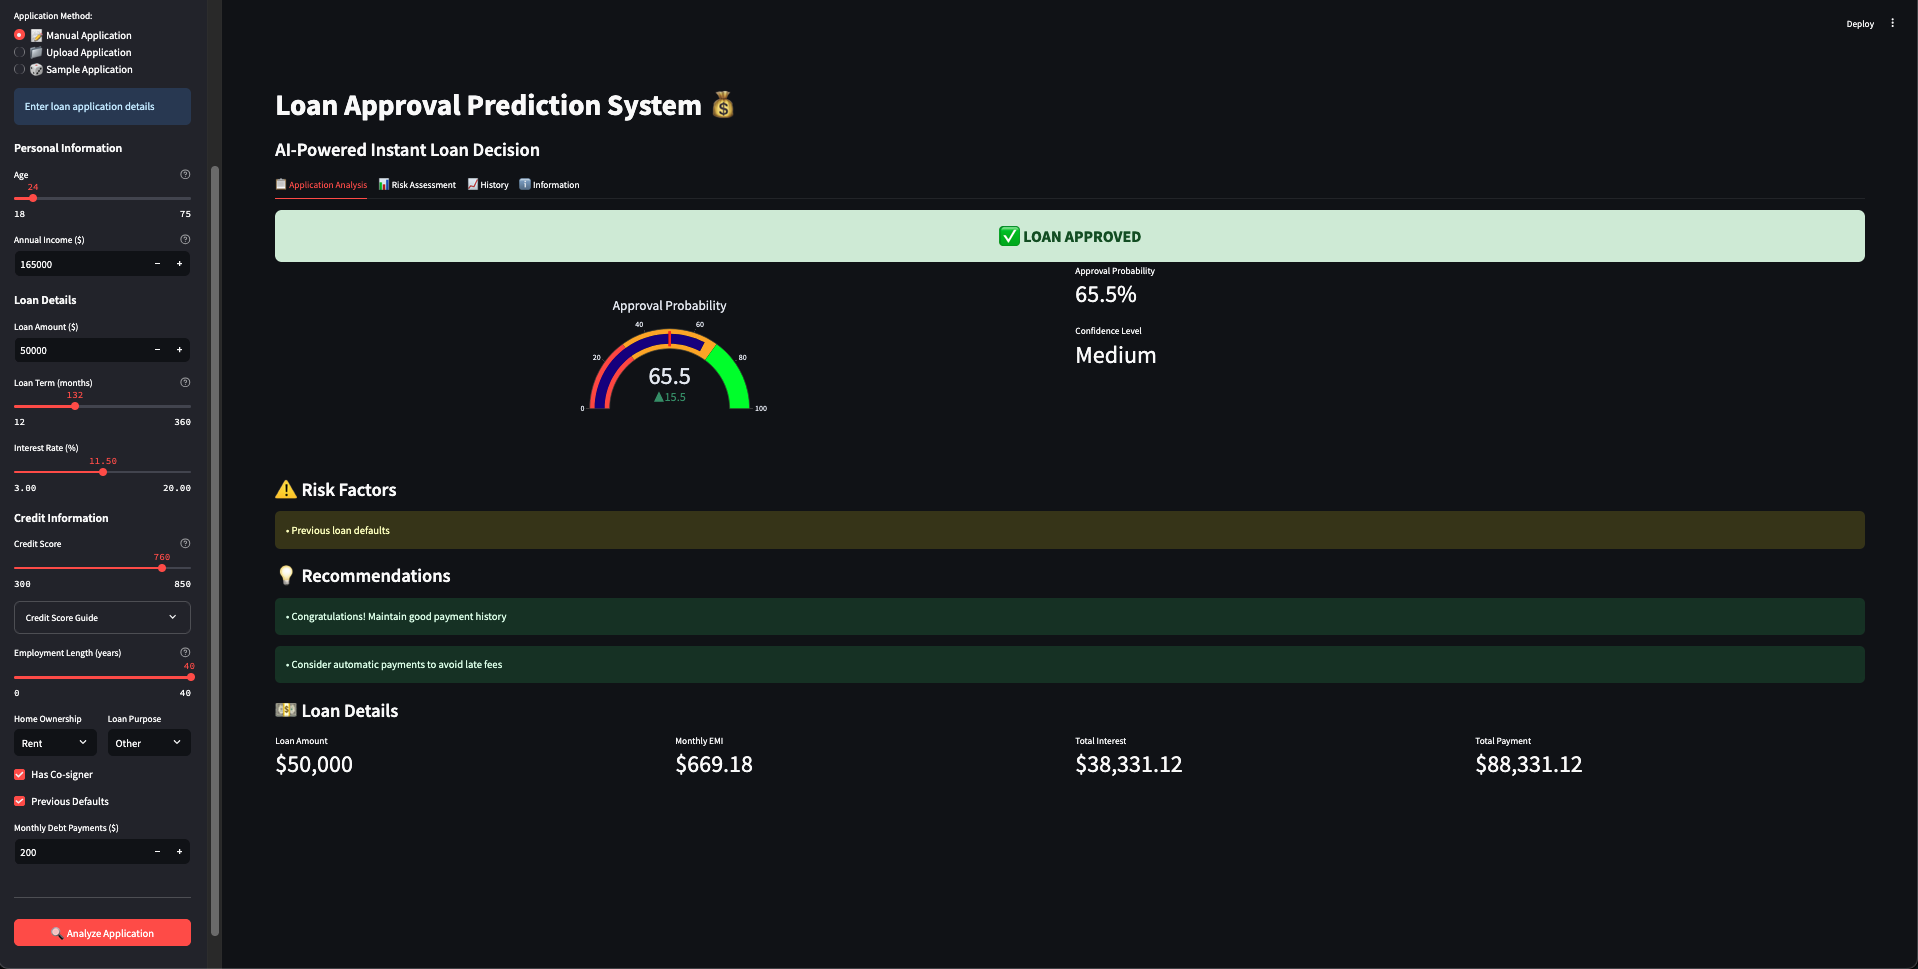 Application Method:
Manual Application
Upload Application
Sample Application
Enter loan application details
Personal Information
Age
24
18 75
Annual Income ($)
165000 − +
Loan Details
Loan Amount ($)
50000 − +
Loan Term (months)
132
12 360
Interest Rate (%)
11.50
3.00 20.00
Credit Information
Credit Score
760
300 850
Credit Score Guide
Employment Length (years)
40
0 40
Home Ownership Loan Purpose
Rent Other
Has Co-signer
Previous Defaults
Monthly Debt Payments ($)
200 − +
Analyze Application
Deploy
Loan Approval Prediction System
AI-Powered Instant Loan Decision
Application Analysis Risk Assessment History Information
LOAN APPROVED
Approval Probability
0 20 40 60 80 100
65.5
▲15.5
Approval Probability
65.5%
Confidence Level
Medium
Risk Factors
• Previous loan defaults
Recommendations
• Congratulations! Maintain good payment history
• Consider automatic payments to avoid late fees
Loan Details
Loan Amount Monthly EMI Total Interest Total Payment
$50,000 $669.18 $38,331.12 $88,331.12